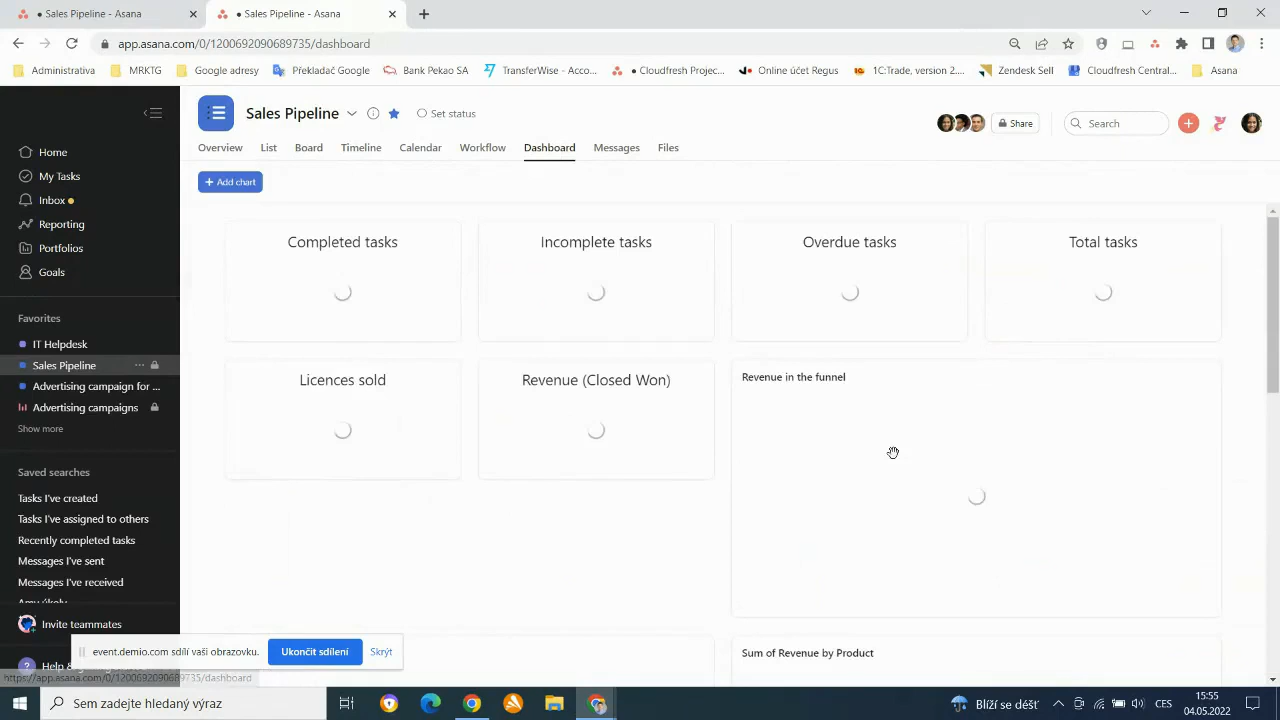 Sales Pipeline - Asana
Sales Pipeline - Asana
app.asana.com/0/1200692090689735/dashboard
Administrativa
MRKTG
Google adresy
Překladač Google
Bank Pekao SA
TransferWise - Acco...
Cloudfresh Projec...
Online účet Regus
1C:Trade, version 2....
Zendesk Sell
Cloudfresh Central...
Asana
Sales Pipeline
Set status
Share
Search
Overview
List
Board
Timeline
Calendar
Workflow
Dashboard
Messages
Files
+ Add chart
Home
My Tasks
Inbox
Reporting
Portfolios
Goals
Favorites
IT Helpdesk
Sales Pipeline
Advertising campaign for ...
Advertising campaigns
Show more
Saved searches
Tasks I've created
Tasks I've assigned to others
Recently completed tasks
Messages I've sent
Messages I've received
Invite teammates
Completed tasks
Incomplete tasks
Overdue tasks
Total tasks
Licences sold
Revenue (Closed Won)
Revenue in the funnel
Sum of Revenue by Product
event.demio.com sdílí vaši obrazovku.
Ukončit sdílení
Skrýt
https://app.asana.com/0/1200692090689735/dashboard
Sem zadejte hledaný výraz
Blíží se déšť
CES
15:55
04.05.2022